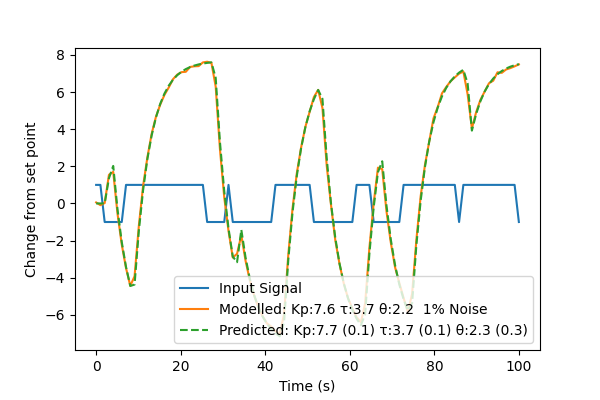 8
6
4
2
0
−2
−4
−6
Change from set point
Input Signal
Modelled: Kp:7.6 τ:3.7 θ:2.2  1% Noise
Predicted: Kp:7.7 (0.1) τ:3.7 (0.1) θ:2.3 (0.3)
0 20 40 60 80 100
Time (s)